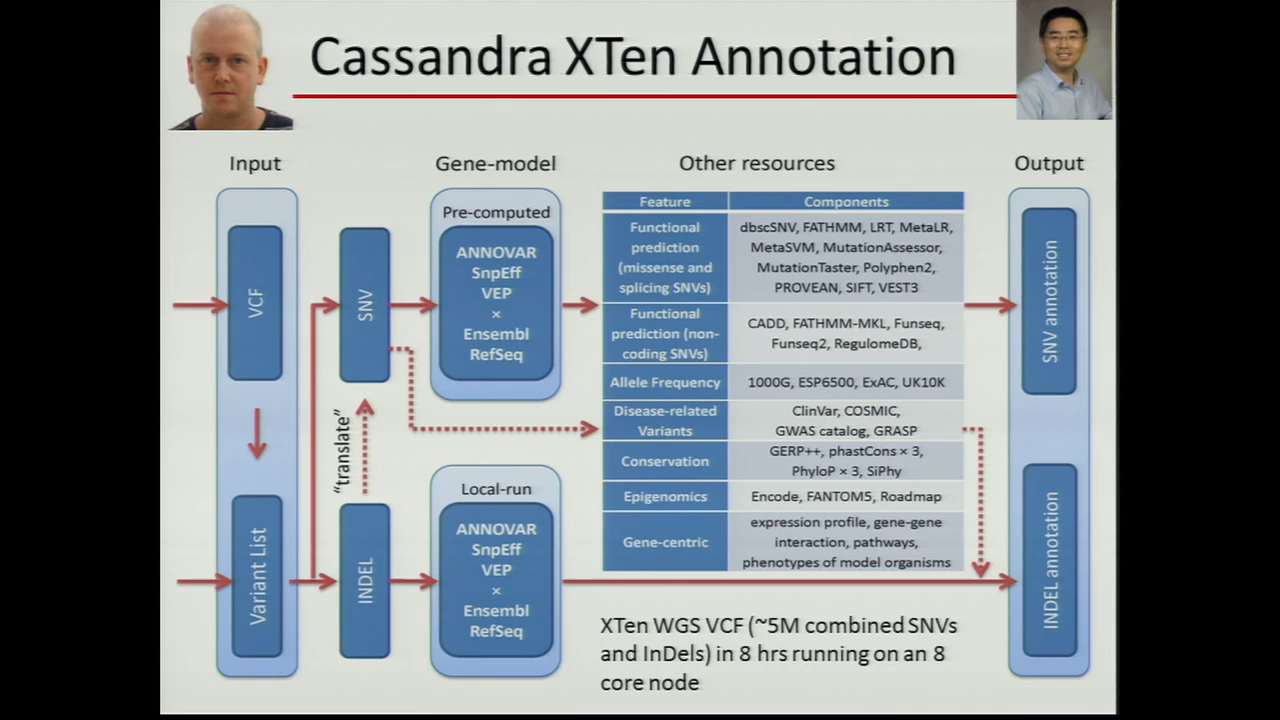 Cassandra XTen Annotation
Input
Gene-model
Other resources
Output
VCF
Variant List
SNV
"translate"
INDEL
Pre-computed
ANNOVAR
SnpEff
VEP
×
Ensembl
RefSeq
Local-run
ANNOVAR
SnpEff
VEP
×
Ensembl
RefSeq
Feature Components
Functional
prediction
(missense and
splicing SNVs)
dbscSNV, FATHMM, LRT, MetaLR,
MetaSVM, MutationAssessor,
MutationTaster, Polyphen2,
PROVEAN, SIFT, VEST3
Functional
prediction (non-
coding SNVs)
CADD, FATHMM-MKL, Funseq,
Funseq2, RegulomeDB,
Allele Frequency
1000G, ESP6500, ExAC, UK10K
Disease-related
Variants
ClinVar, COSMIC,
GWAS catalog, GRASP
Conservation
GERP++, phastCons × 3,
PhyloP × 3, SiPhy
Epigenomics
Encode, FANTOM5, Roadmap
Gene-centric
expression profile, gene-gene
interaction, pathways,
phenotypes of model organisms
SNV annotation
INDEL annotation
XTen WGS VCF (~5M combined SNVs
and InDels) in 8 hrs running on an 8
core node